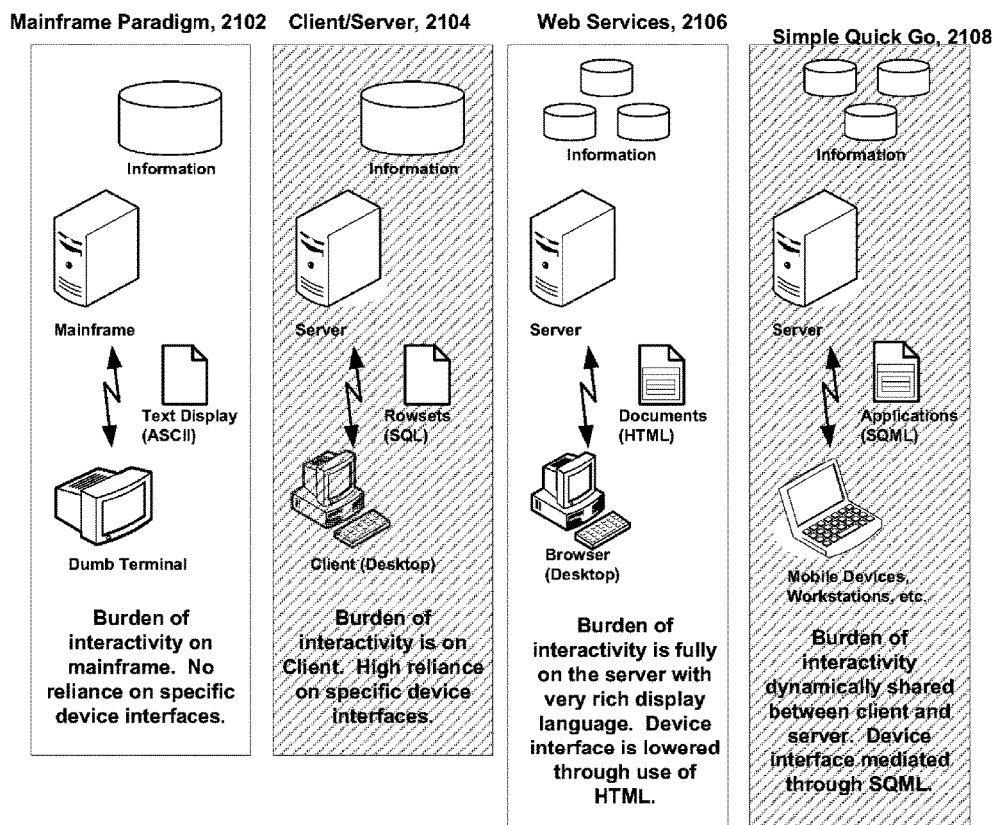 Mainframe Paradigm, 2102
Information
Mainframe
Text Display
(ASCII)
Dumb Terminal
Burden of
interactivity on
mainframe. No
reliance on specific
device interfaces.
Client/Server, 2104
Information
Server
Rowsets
(SQL)
Client (Desktop)
Burden of
interactivity is on
Client. High reliance
on specific device
interfaces.
Web Services, 2106
Information
Server
Documents
(HTML)
Browser
(Desktop)
Burden of
interactivity is fully
on the server with
very rich display
language. Device
interface is lowered
through use of
HTML.
Simple Quick Go, 2108
Information
Server
Applications
(SQML)
Mobile Devices,
Workstations, etc.
Burden of
interactivity
dynamically shared
between client and
server. Device
interface mediated
through SQML.